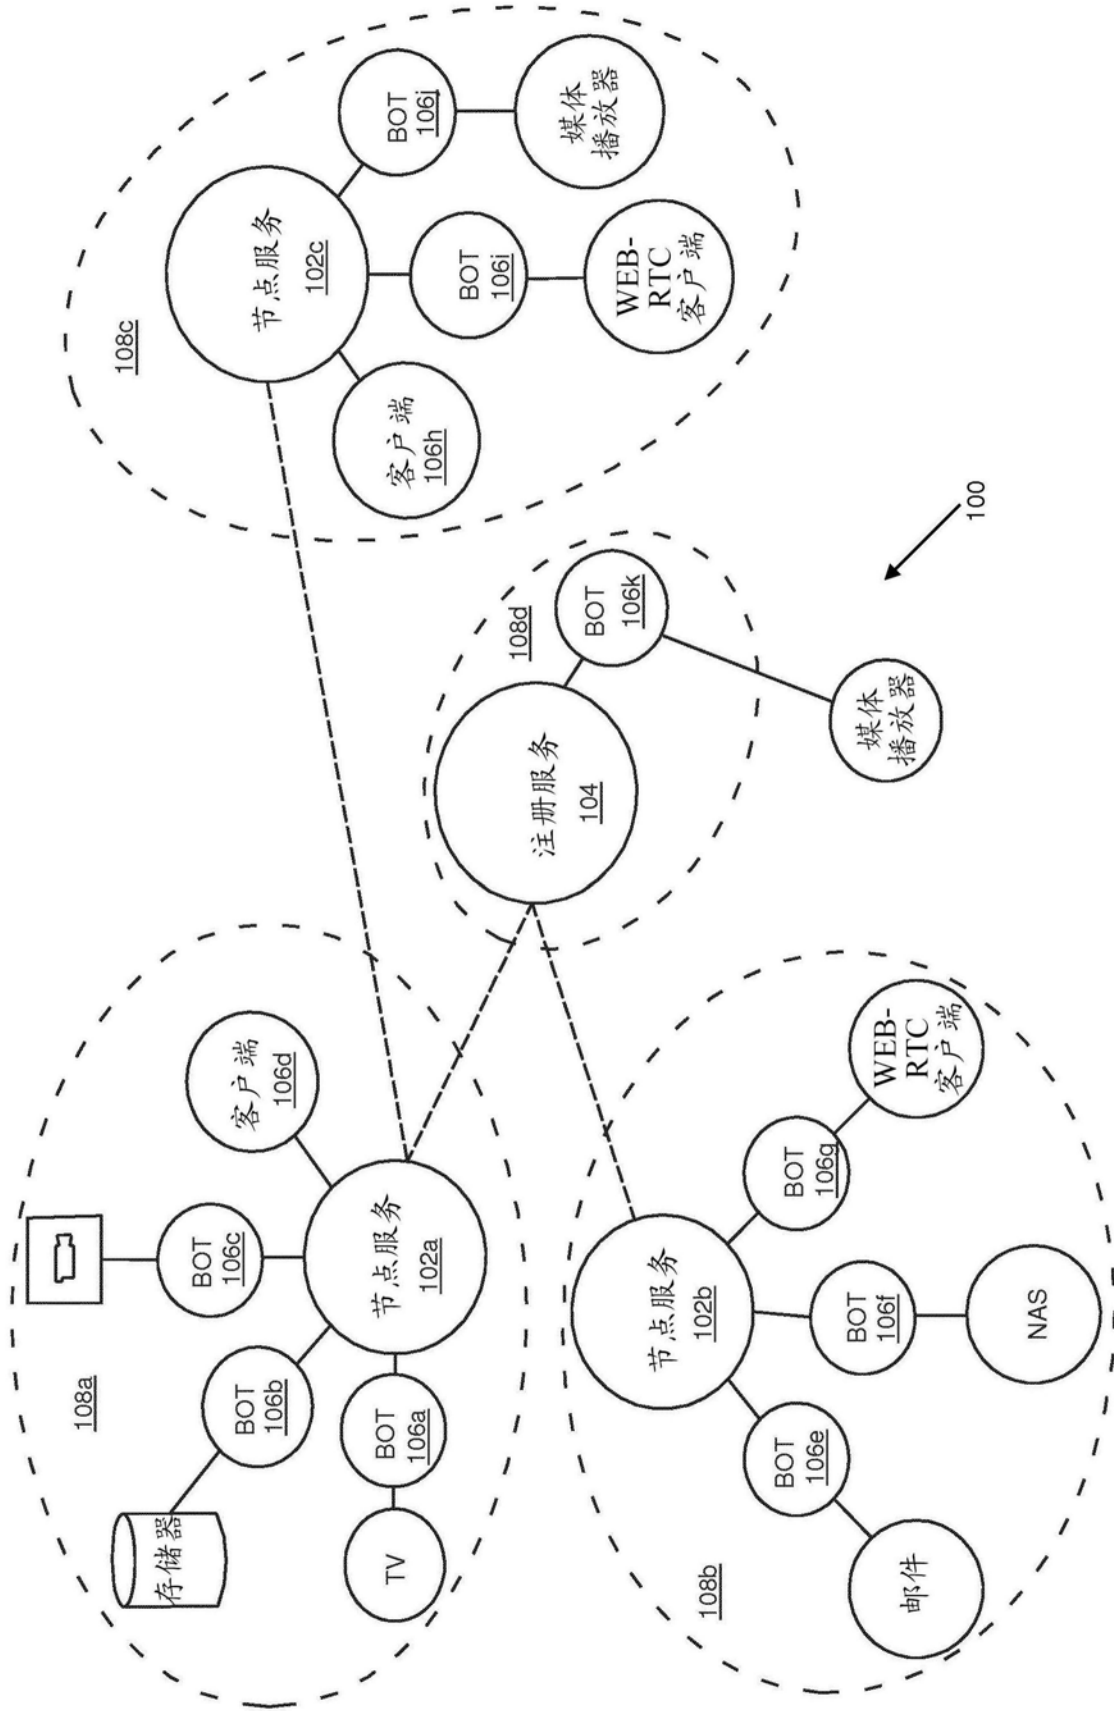 108a
存储器
BOT
106b
BOT
106c
客户端
106d
TV
BOT
106a
节点服务
102a
108c
节点服务
102c
客户端
106h
BOT
106i
BOT
106j
WEB-
RTC
客户端
媒体
播放器
108d
注册服务
104
BOT
106k
媒体
播放器
108b
节点服务
102b
BOT
106e
BOT
106f
BOT
106g
邮件
NAS
WEB-
RTC
客户端
100